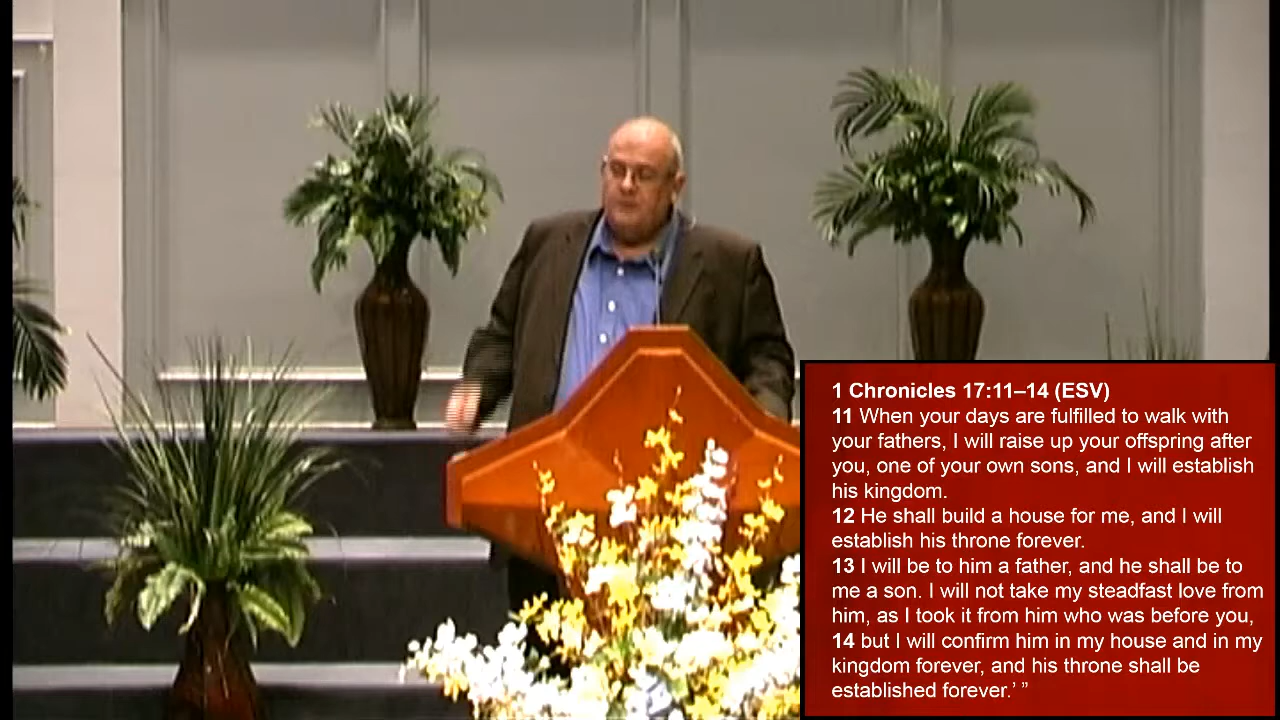 1 Chronicles 17:11–14 (ESV)
11 When your days are fulfilled to walk with
your fathers, I will raise up your offspring after
you, one of your own sons, and I will establish
his kingdom.
12 He shall build a house for me, and I will
establish his throne forever.
13 I will be to him a father, and he shall be to
me a son. I will not take my steadfast love from
him, as I took it from him who was before you,
14 but I will confirm him in my house and in my
kingdom forever, and his throne shall be
established forever.’ ”